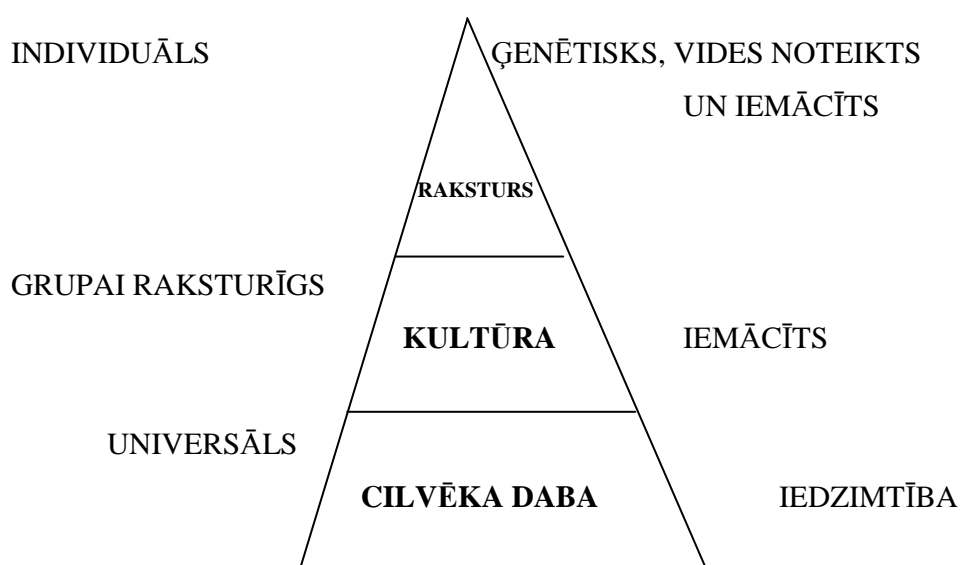 INDIVIDUĀLS
ĢENĒTISKS, VIDES NOTEIKTS
UN IEMĀCĪTS
RAKSTURS
GRUPAI RAKSTURĪGS
KULTŪRA
IEMĀCĪTS
UNIVERSĀLS
CILVĒKA DABA
IEDZIMTĪBA